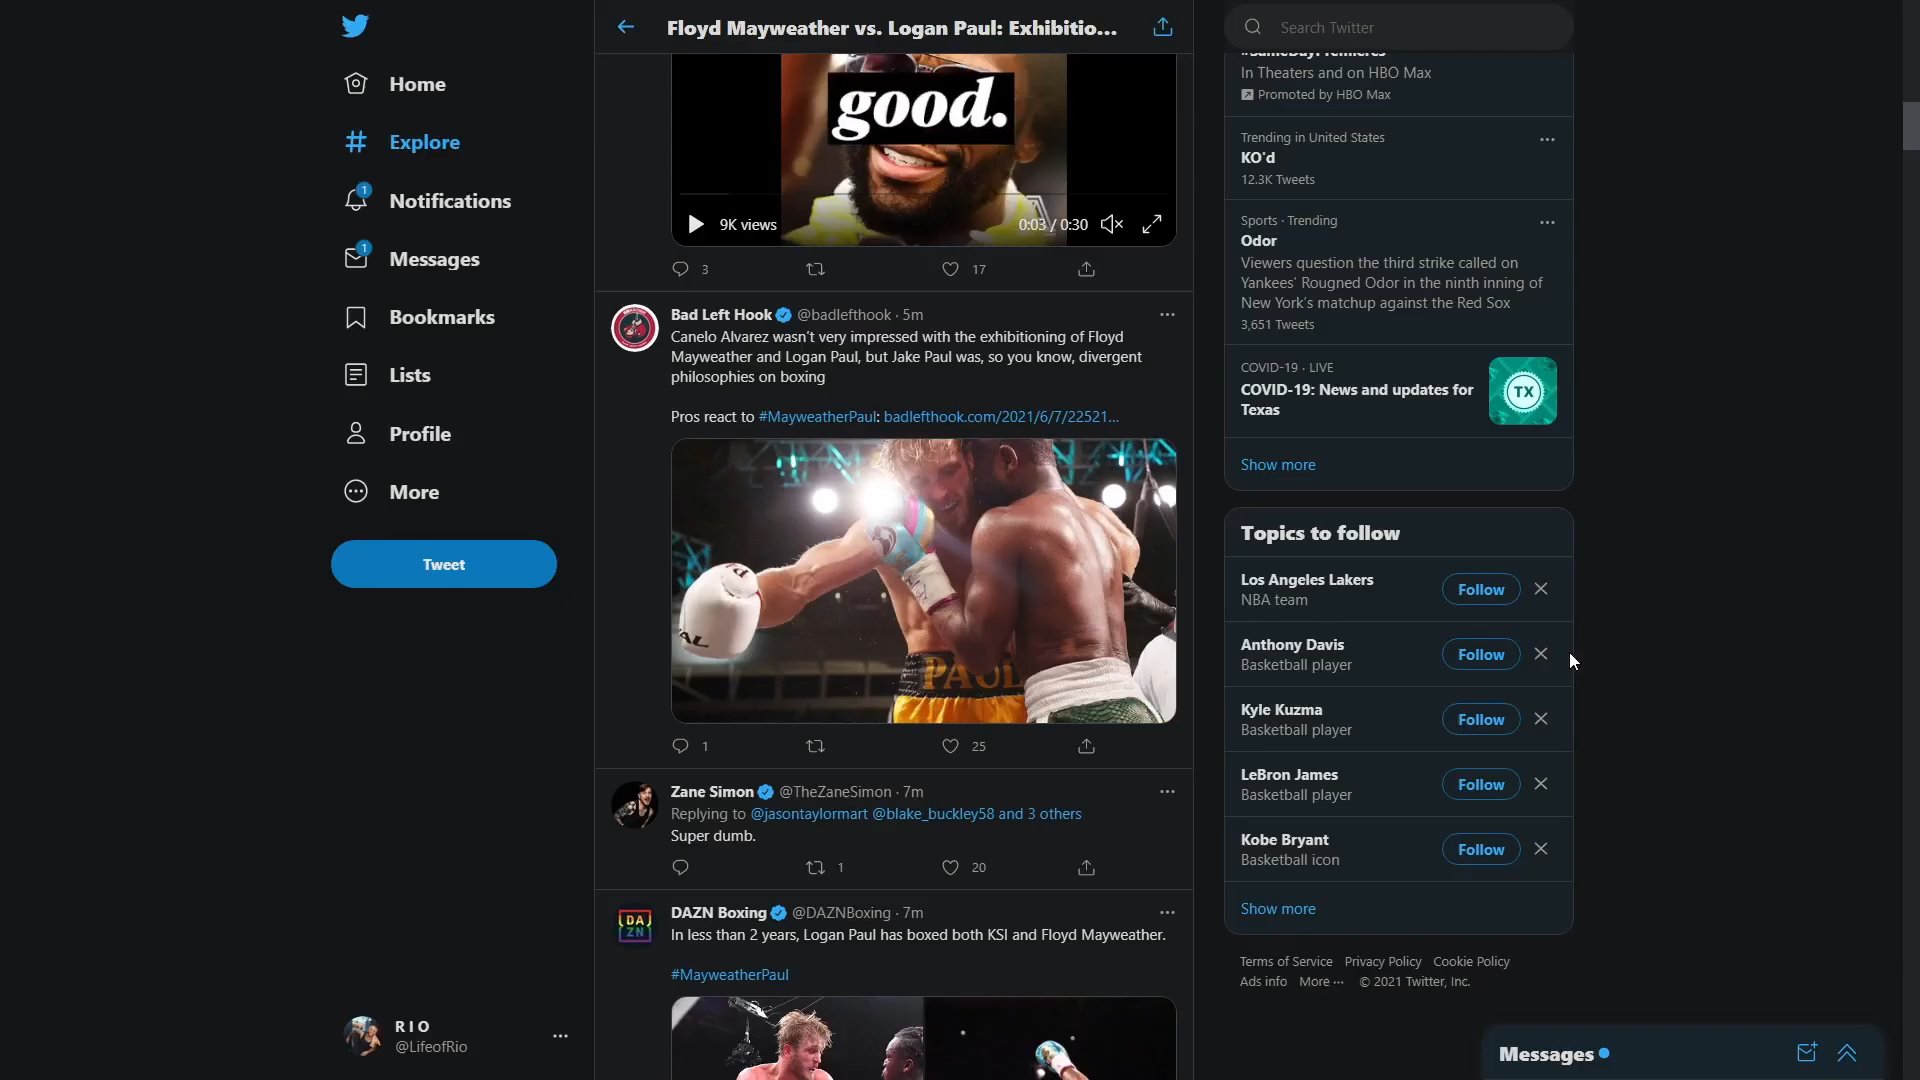 Home
Explore
1
Notifications
1
Messages
Bookmarks
Lists
Profile
More
Tweet
R I O
@LifeofRio
Floyd Mayweather vs. Logan Paul: Exhibitio...
good.
9K views
0:03 / 0:30
3
17
Bad Left Hook @badlefthook · 5m
Canelo Alvarez wasn't very impressed with the exhibitioning of Floyd
Mayweather and Logan Paul, but Jake Paul was, so you know, divergent
philosophies on boxing
Pros react to #MayweatherPaul: badlefthook.com/2021/6/7/22521...
PAUL
1
25
Zane Simon @TheZaneSimon · 7m
Replying to @jasontaylormart @blake_buckley58 and 3 others
Super dumb.
1
20
DA
ZN
DAZN Boxing @DAZNBoxing · 7m
In less than 2 years, Logan Paul has boxed both KSI and Floyd Mayweather.
#MayweatherPaul
Search Twitter
#SameDayPremieres
In Theaters and on HBO Max
Promoted by HBO Max
Trending in United States
KO'd
12.3K Tweets
Sports · Trending
Odor
Viewers question the third strike called on
Yankees' Rougned Odor in the ninth inning of
New York's matchup against the Red Sox
3,651 Tweets
COVID-19 · LIVE
COVID-19: News and updates for
Texas
TX
Show more
Topics to follow
Los Angeles Lakers
NBA team
Follow
Anthony Davis
Basketball player
Follow
Kyle Kuzma
Basketball player
Follow
LeBron James
Basketball player
Follow
Kobe Bryant
Basketball icon
Follow
Show more
Terms of Service Privacy Policy Cookie Policy
Ads info More ··· © 2021 Twitter, Inc.
Messages